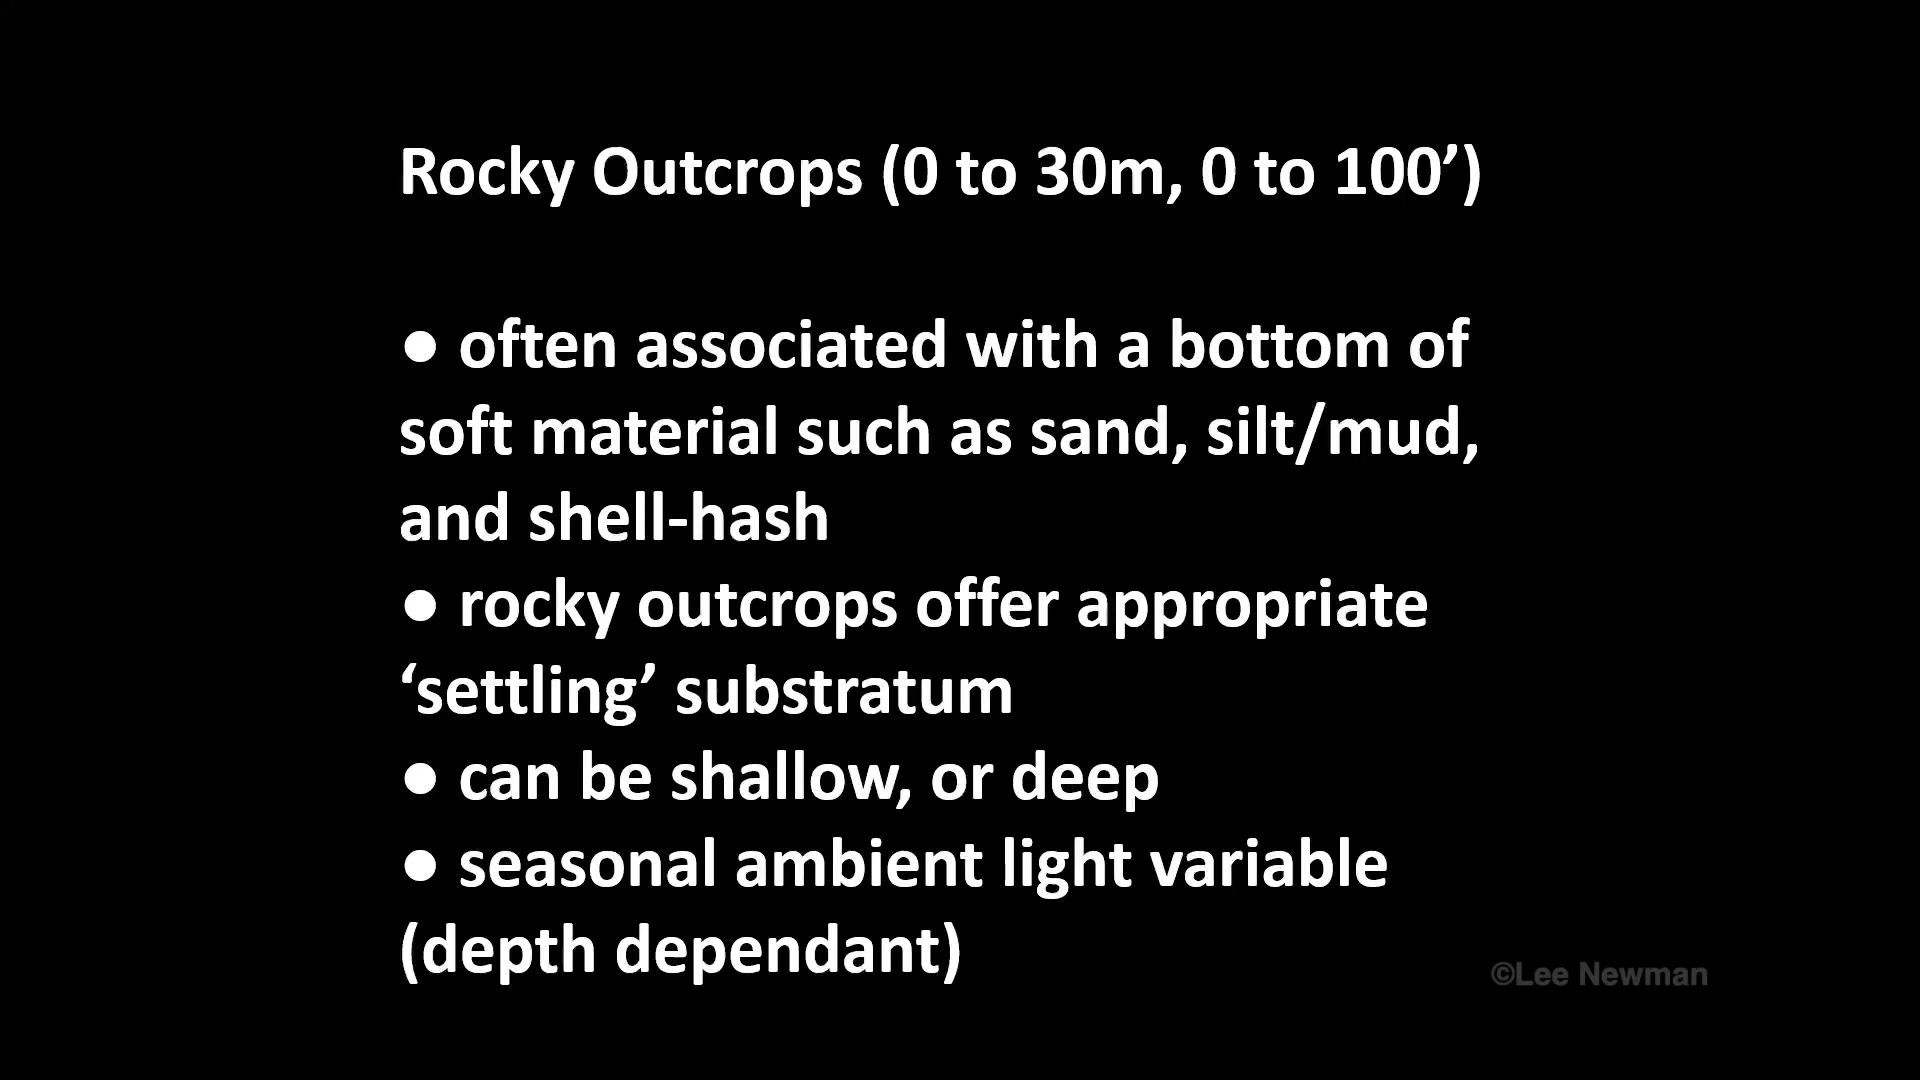 Rocky Outcrops (0 to 30m, 0 to 100’)
● often associated with a bottom of
soft material such as sand, silt/mud,
and shell-hash
● rocky outcrops offer appropriate
‘settling’ substratum
● can be shallow, or deep
● seasonal ambient light variable
(depth dependant)
©Lee Newman